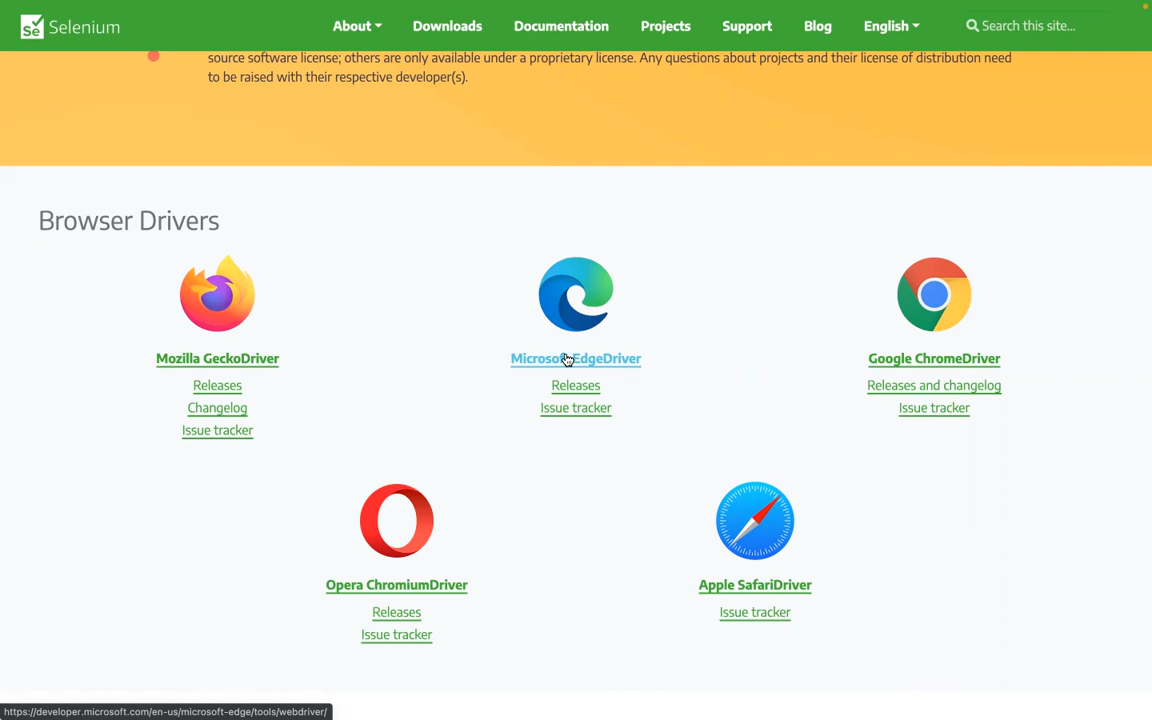 Selenium
About
Downloads
Documentation
Projects
Support
Blog
English
Search this site...
source software license; others are only available under a proprietary license. Any questions about projects and their license of distribution need
to be raised with their respective developer(s).
Browser Drivers
Mozilla GeckoDriver
Releases
Changelog
Issue tracker
Microsoft EdgeDriver
Releases
Issue tracker
Google ChromeDriver
Releases and changelog
Issue tracker
Opera ChromiumDriver
Releases
Issue tracker
Apple SafariDriver
Issue tracker
https://developer.microsoft.com/en-us/microsoft-edge/tools/webdriver/